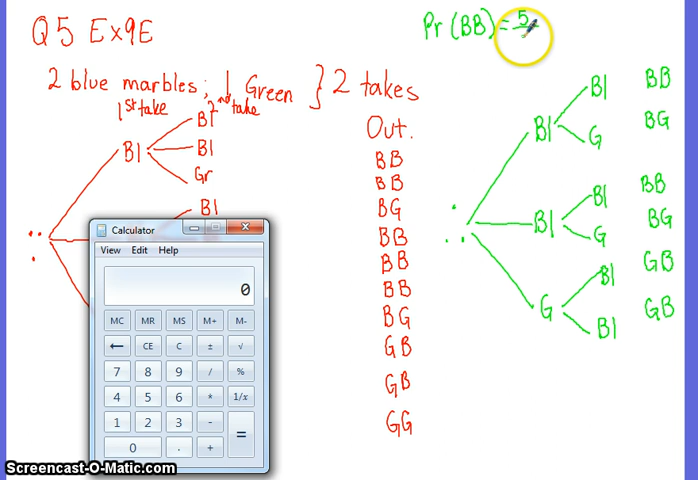 Q5 Ex9E
Pr(BB)=5
2 blue marbles; 1 Green } 2 takes
1st take 2nd take
Out.
Bl
Bl
Bl
Gr
Bl
BB
BB
BG
BB
BB
BB
BG
GB
GB
GG
Calculator
View Edit Help
0
MC MR MS M+ M-
← CE C ± √
7 8 9 / %
4 5 6 * 1/x
1 2 3 - =
0 . +
Bl Bl BB
G BG
Bl Bl BB
G BG
G Bl GB
Bl GB
Screencast-O-Matic.com